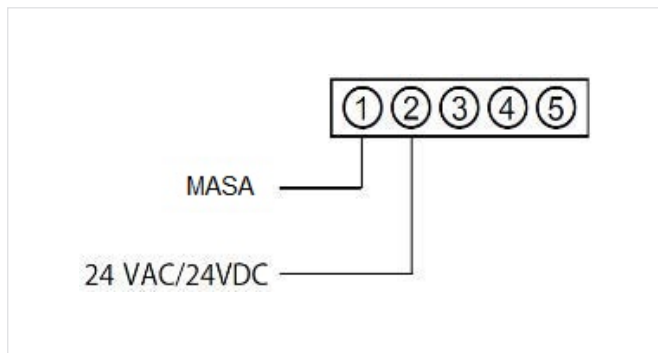 ① ② ③ ④ ⑤
MASA
24 VAC/24VDC